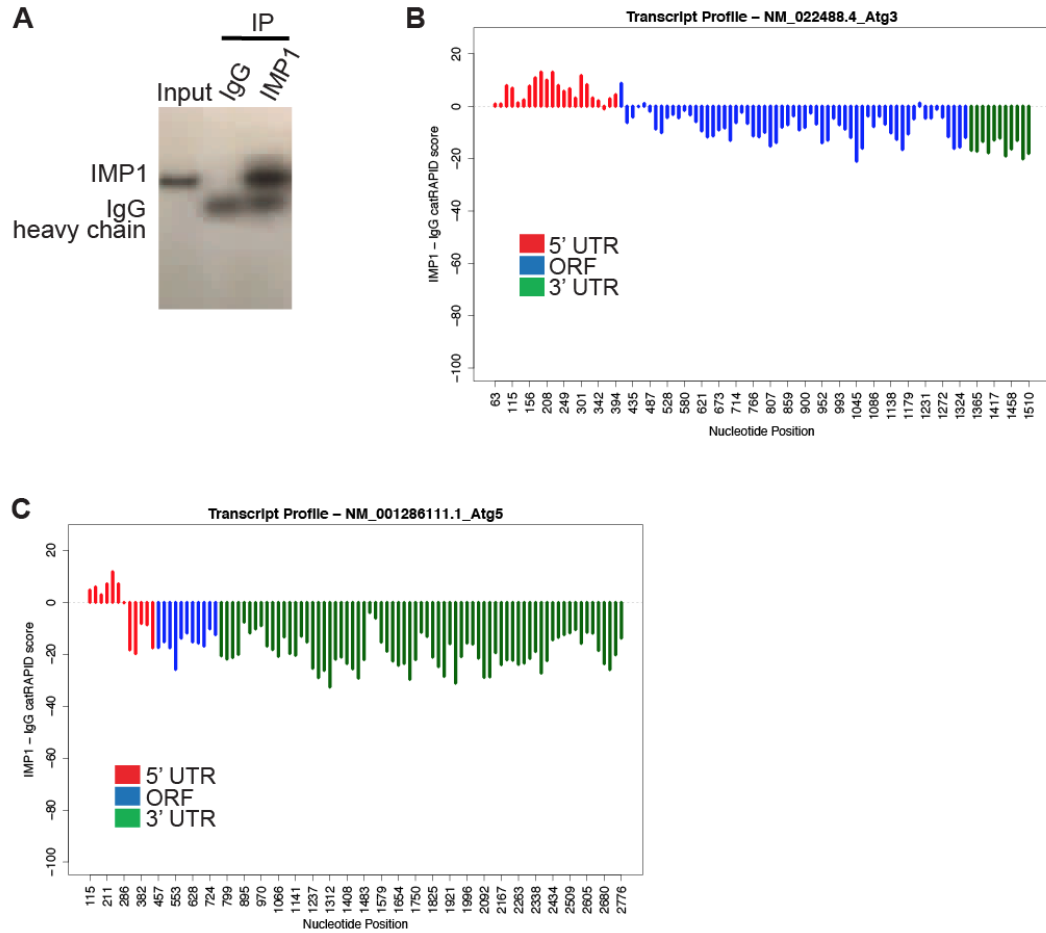 A
IP
Input IgG IMP1
IMP1
IgG
heavy chain
B
Transcript Profile – NM_022488.4_Atg3
IMP1 – IgG catRAPID score
20
0
−20
−40
−60
−80
−100
5’ UTR
ORF
3’ UTR
63 115 156 208 249 301 342 394 435 487 528 580 621 673 714 766 807 859 900 952 993 1045 1086 1138 1179 1231 1272 1324 1365 1417 1458 1510
Nucleotide Position
C
Transcript Profile – NM_001286111.1_Atg5
IMP1 – IgG catRAPID score
20
0
−20
−40
−60
−80
−100
5’ UTR
ORF
3’ UTR
115 211 286 382 457 553 628 724 799 895 970 1066 1141 1237 1312 1408 1483 1579 1654 1750 1825 1921 1996 2092 2167 2263 2338 2434 2509 2605 2680 2776
Nucleotide Position